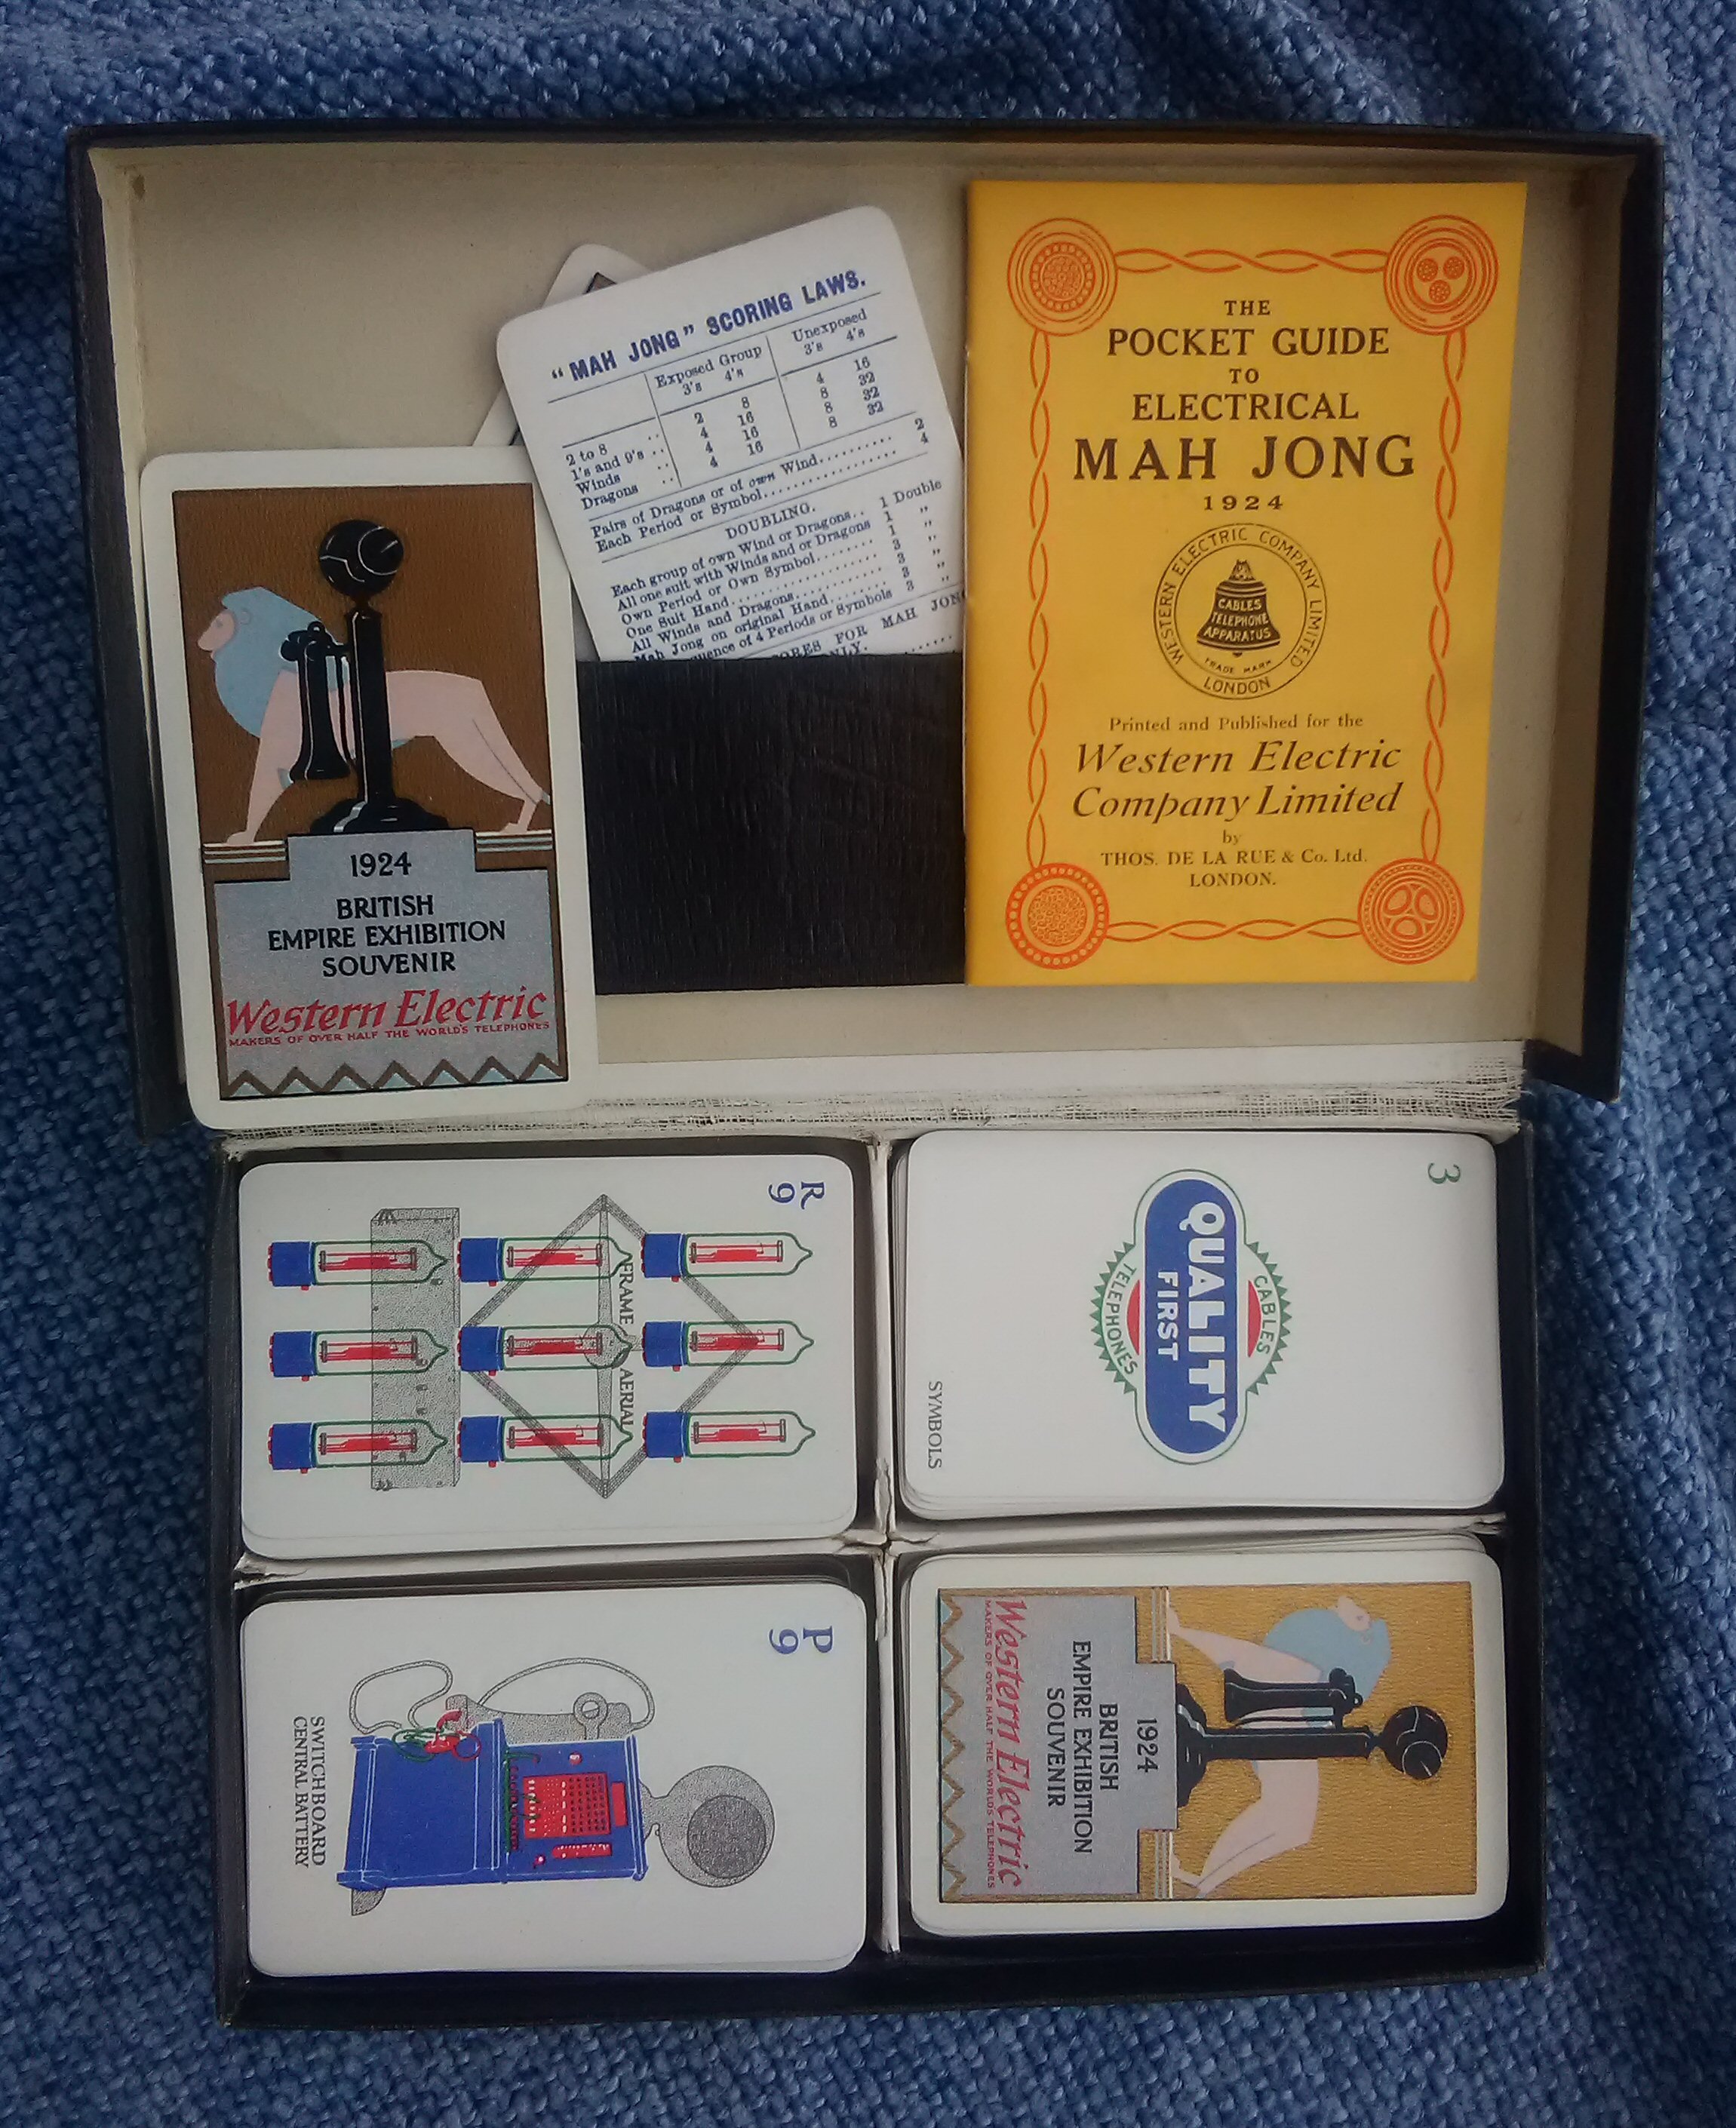 "MAH JONG" SCORING LAWS.
Exposed Group Unexposed
3's 4's 3's 4's
2 to 8 .. 2 8 4 16
1's and 9's .. 4 16 8 32
Winds .. 4 16 8 32
Dragons .. 4 16 8 32
Pairs of Dragons or of own Wind.......... 2
Each Period or Symbol.................. 4
DOUBLING.
Each group of own Wind or Dragons.. 1 Double
All one suit with Winds and or Dragons 1 "
Own Period or Own Symbol......... 1 "
One Suit Hand................ 3 "
All Winds and Dragons............ 3 "
Mah Jong on original Hand........ 3 "
uence of 4 Periods or Symbols 3 "
ORES FOR MAH JONG
NLY.
THE
POCKET GUIDE
TO
ELECTRICAL
MAH JONG
1924
WESTERN ELECTRIC COMPANY LIMITED
CABLES
TELEPHONE
APPARATUS
TRADE MARK
LONDON
Printed and Published for the
Western Electric
Company Limited
by
THOS. DE LA RUE & Co. Ltd.
LONDON.
1924
BRITISH
EMPIRE EXHIBITION
SOUVENIR
Western Electric
MAKERS OF OVER HALF THE WORLD'S TELEPHONES
R
9
FRAME AERIAL
3
CABLES
QUALITY
FIRST
TELEPHONES
SYMBOLS
P
9
SWITCHBOARD
CENTRAL BATTERY
1924
BRITISH
EMPIRE EXHIBITION
SOUVENIR
Western Electric
MAKERS OF OVER HALF THE WORLDS TELEPHONES